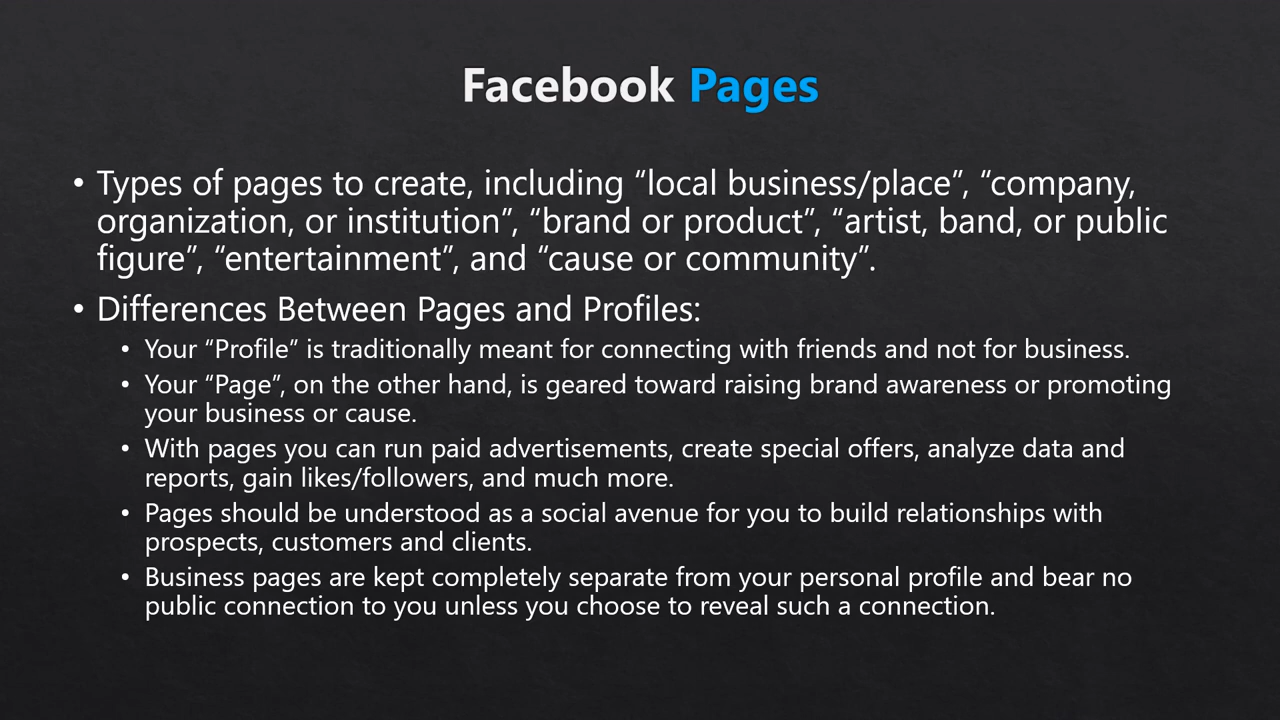 Facebook Pages
• Types of pages to create, including “local business/place”, “company,
organization, or institution”, “brand or product”, “artist, band, or public
figure”, “entertainment”, and “cause or community”.
• Differences Between Pages and Profiles:
• Your “Profile” is traditionally meant for connecting with friends and not for business.
• Your “Page”, on the other hand, is geared toward raising brand awareness or promoting
your business or cause.
• With pages you can run paid advertisements, create special offers, analyze data and
reports, gain likes/followers, and much more.
• Pages should be understood as a social avenue for you to build relationships with
prospects, customers and clients.
• Business pages are kept completely separate from your personal profile and bear no
public connection to you unless you choose to reveal such a connection.